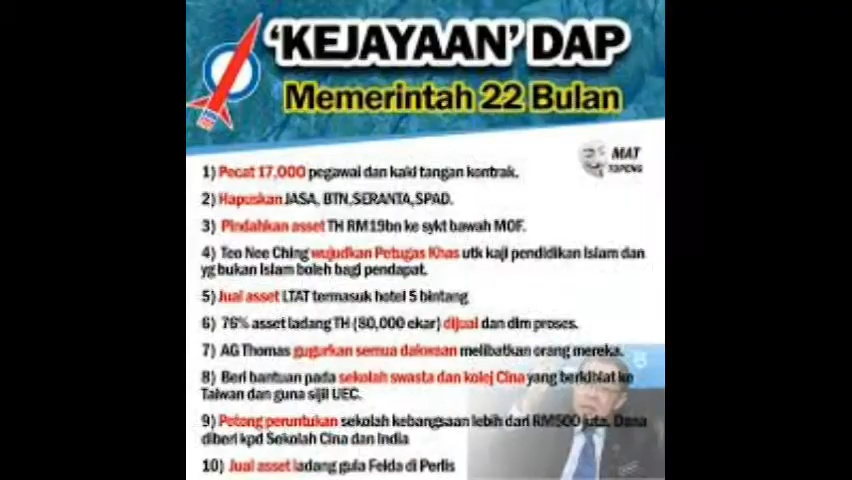 'KEJAYAAN' DAP
Memerintah 22 Bulan
MAT
TOPENG
1) Pecat 17,000 pegawai dan kaki tangan kontrak.
2) Hapuskan JASA, BTN,SERANTA,SPAD.
3) Pindahkan asset TH RM19bn ke sykt bawah MOF.
4) Teo Nee Ching wujudkan Petugas Khas utk kaji pendidikan Islam dan
yg bukan Islam boleh bagi pendapat.
5) Jual asset LTAT termasuk hotel 5 bintang
6) 76% asset ladang TH (80,000 ekar) dijual dan dlm proses.
7) AG Thomas gugurkan semua dakwaan melibatkan orang mereka.
8) Beri bantuan pada sekolah swasta dan kolej Cina yang berkiblat ke
Taiwan dan guna sijil UEC.
9) Potong peruntukan sekolah kebangsaan lebih dari RM500 juta. Dana
diberi kpd Sekolah Cina dan India
10) Jual asset ladang gula Felda di Perlis